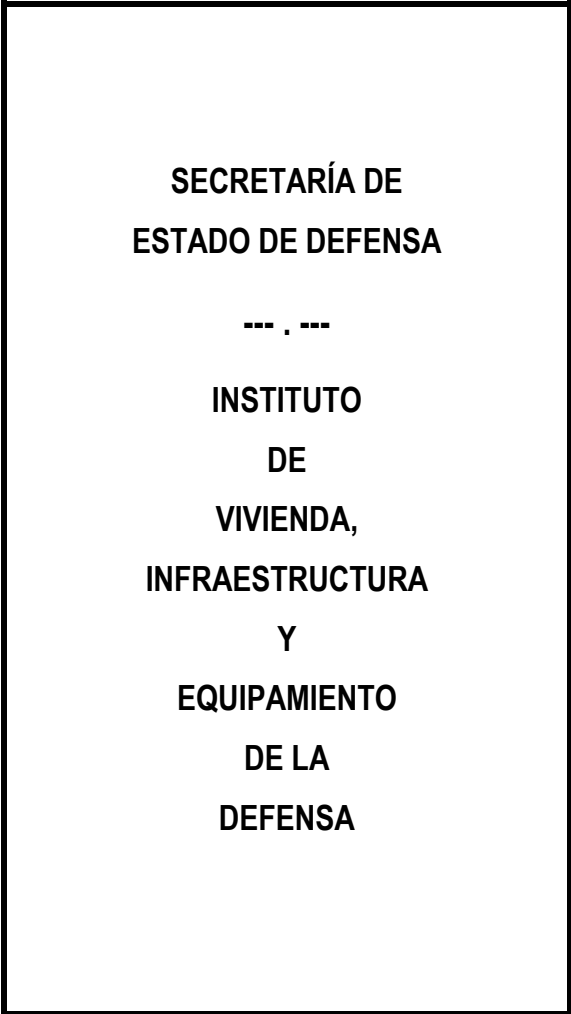 SECRETARÍA DE
ESTADO DE DEFENSA
--- . ---
INSTITUTO
DE
VIVIENDA,
INFRAESTRUCTURA
Y
EQUIPAMIENTO
DE LA
DEFENSA